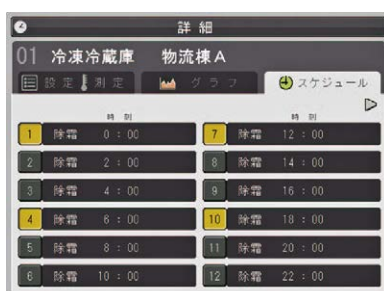 詳細
01 冷凍冷蔵庫 物流棟A
設定 測定 グラフ スケジュール
時刻 時刻
1 除霜 0:00 7 除霜 12:00
2 除霜 2:00 8 除霜 14:00
3 除霜 4:00 9 除霜 16:00
4 除霜 6:00 10 除霜 18:00
5 除霜 8:00 11 除霜 20:00
6 除霜 10:00 12 除霜 22:00